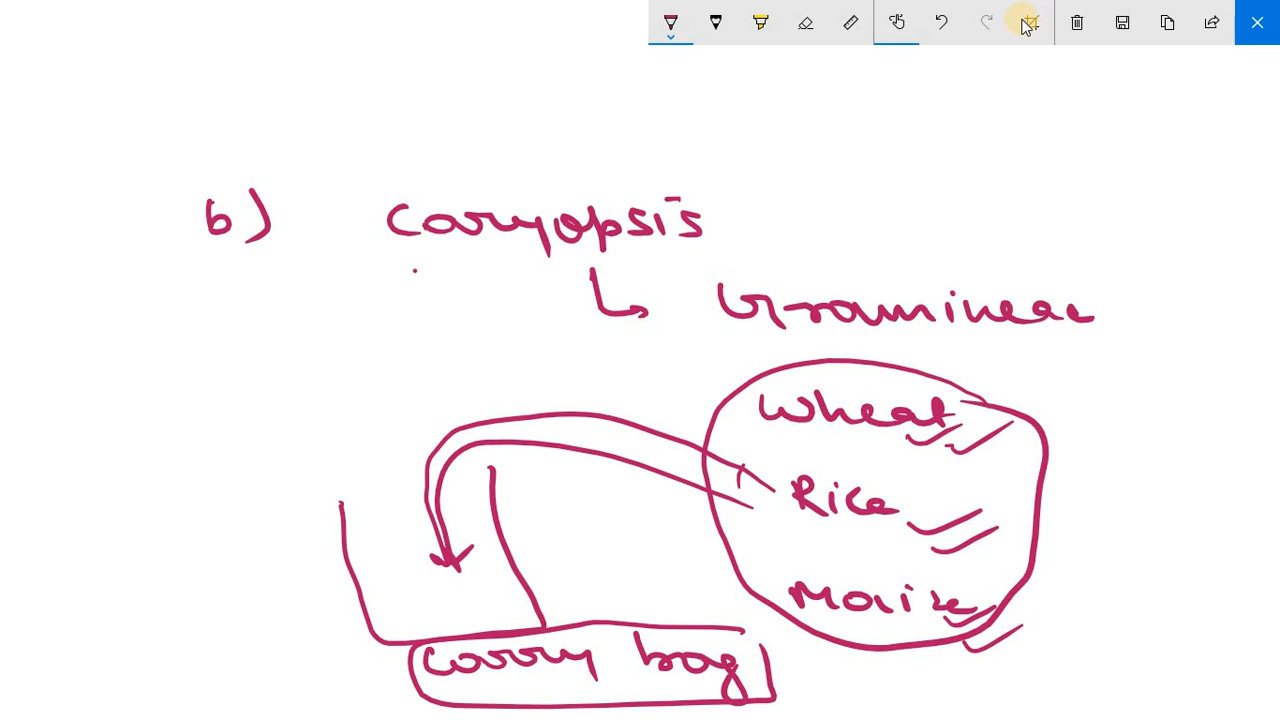 b) Caryopsis
Gramineae
Wheat
Rice
Maize
Carry bag